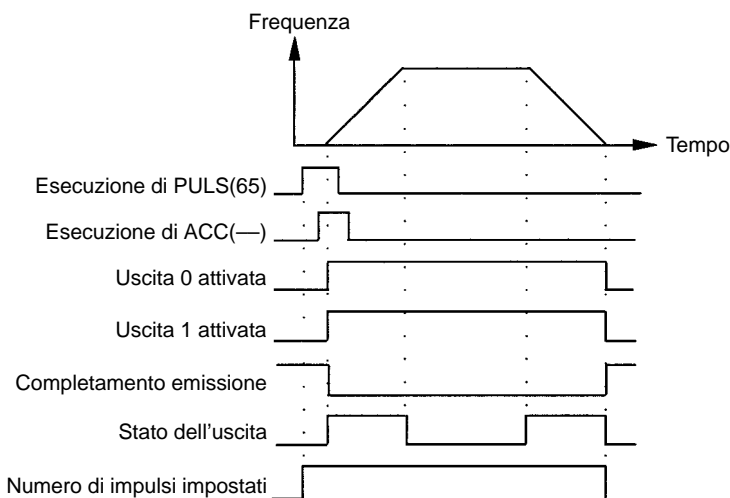 Frequenza
Tempo
Esecuzione di PULS(65)
Esecuzione di ACC(—)
Uscita 0 attivata
Uscita 1 attivata
Completamento emissione
Stato dell'uscita
Numero di impulsi impostati